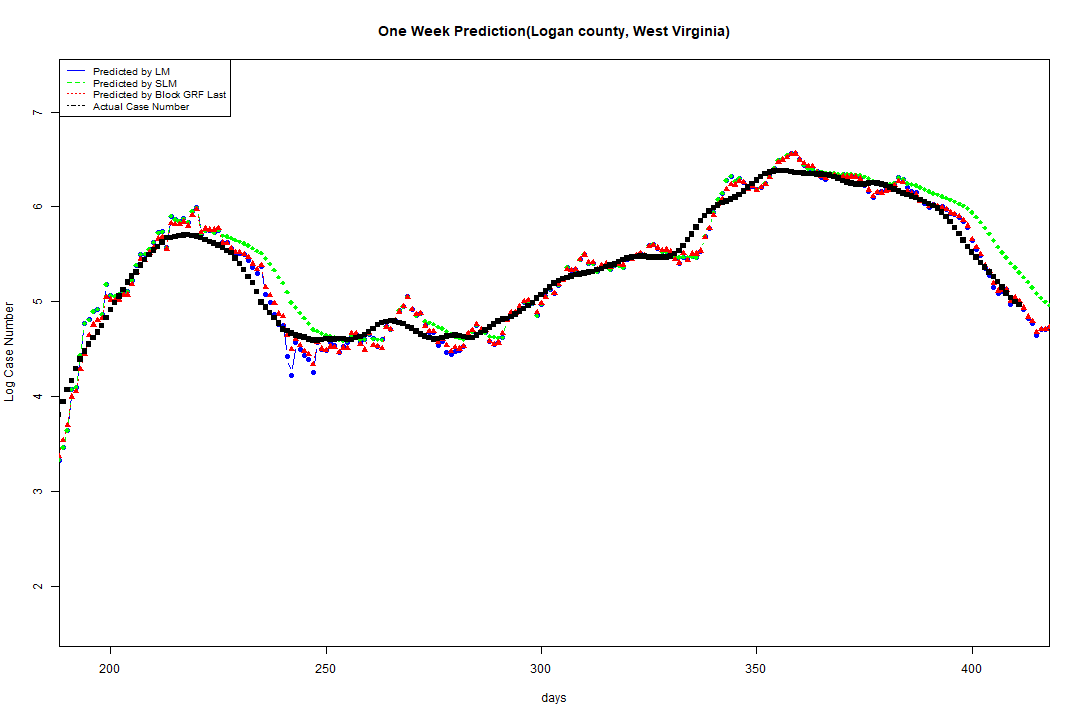 One Week Prediction(Logan county, West Virginia)
Predicted by LM
Predicted by SLM
Predicted by Block GRF Last
Actual Case Number
7
6
5
4
3
2
Log Case Number
200 250 300 350 400
days